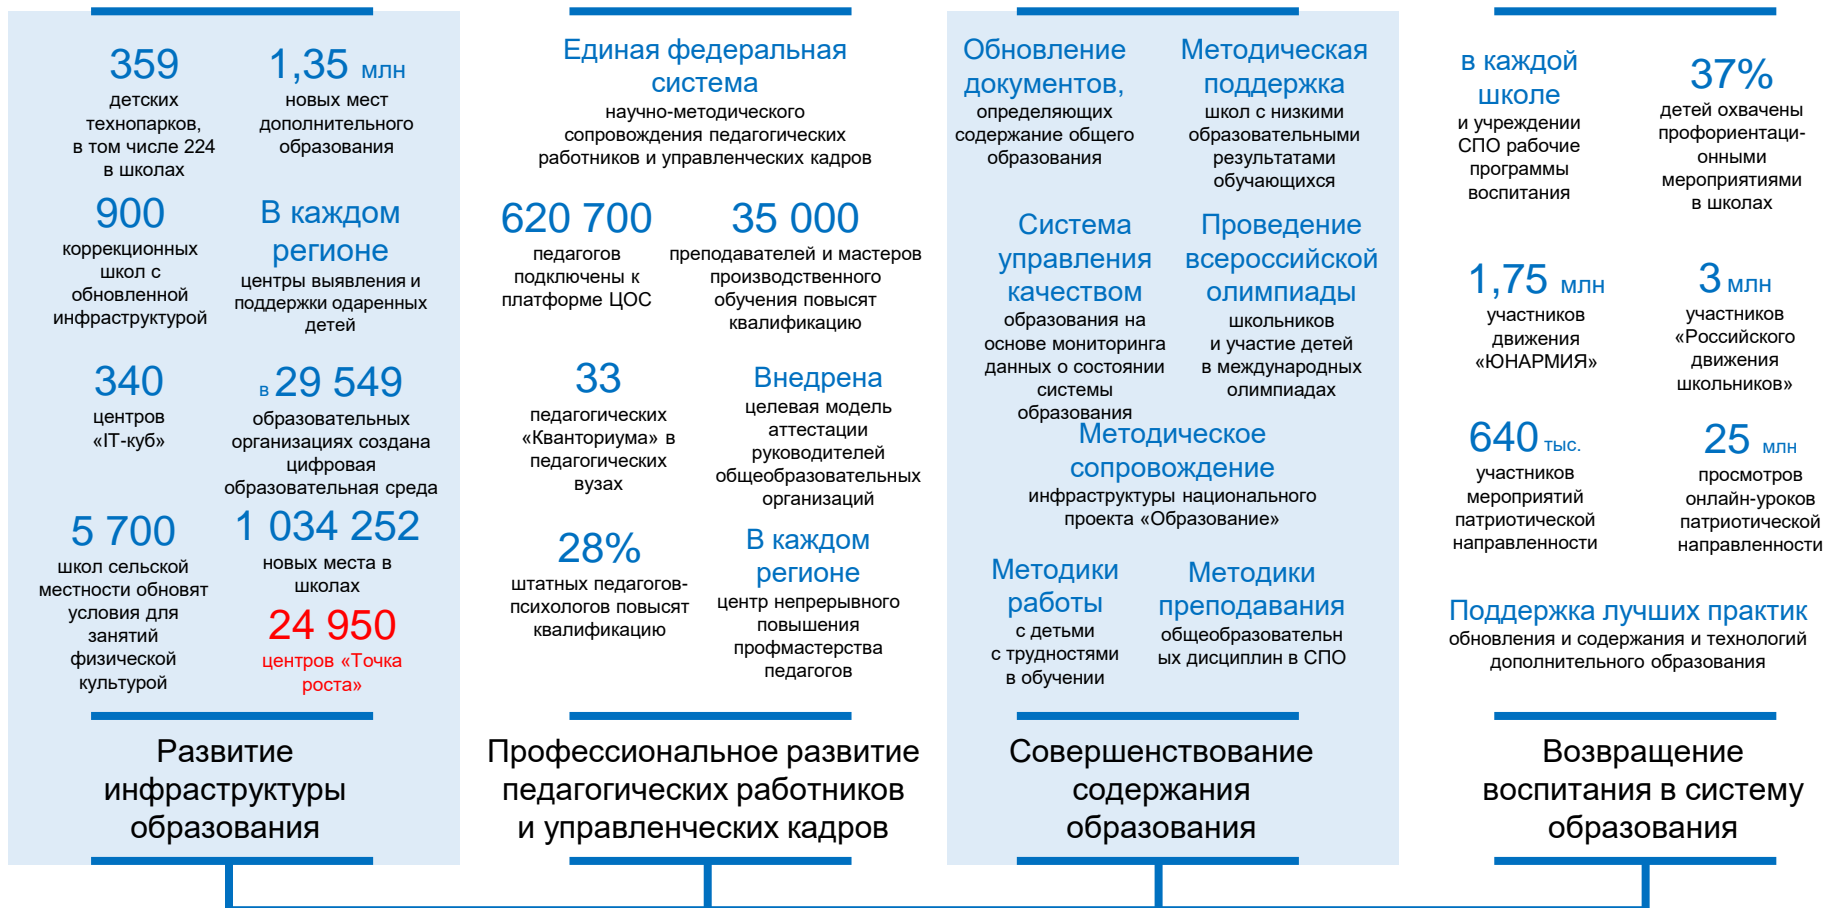 359
детских
технопарков,
в том числе 224
в школах
1,35 млн
новых мест
дополнительного
образования
900
коррекционных
школ с
обновленной
инфраструктурой
В каждом
регионе
центры выявления и
поддержки одаренных
детей
340
центров
«IT-куб»
в 29 549
образовательных
организациях создана
цифровая
образовательная среда
5 700
школ сельской
местности обновят
условия для
занятий
физической
культурой
1 034 252
новых места в
школах
24 950
центров «Точка
роста»
Развитие
инфраструктуры
образования
Единая федеральная
система
научно-методического
сопровождения педагогических
работников и управленческих кадров
620 700
педагогов
подключены к
платформе ЦОС
35 000
преподавателей и мастеров
производственного
обучения повысят
квалификацию
33
педагогических
«Кванториума» в
педагогических
вузах
Внедрена
целевая модель
аттестации
руководителей
общеобразовательных
организаций
28%
штатных педагогов-
психологов повысят
квалификацию
В каждом
регионе
центр непрерывного
повышения
профмастерства
педагогов
Профессиональное развитие
педагогических работников
и управленческих кадров
Обновление
документов,
определяющих
содержание общего
образования
Методическая
поддержка
школ с низкими
образовательными
результатами
обучающихся
Система
управления
качеством
образования на
основе мониторинга
данных о состоянии
системы
образования
Проведение
всероссийской
олимпиады
школьников
и участие детей
в международных
олимпиадах
Методическое
сопровождение
инфраструктуры национального
проекта «Образование»
Методики
работы
с детьми
с трудностями
в обучении
Методики
преподавания
общеобразовательн
ых дисциплин в СПО
Совершенствование
содержания
образования
в каждой
школе
и учреждении
СПО рабочие
программы
воспитания
37%
детей охвачены
профориентаци-
онными
мероприятиями
в школах
1,75 млн
участников
движения
«ЮНАРМИЯ»
3 млн
участников
«Российского
движения
школьников»
640 тыс.
участников
мероприятий
патриотической
направленности
25 млн
просмотров
онлайн-уроков
патриотической
направленности
Поддержка лучших практик
обновления и содержания и технологий
дополнительного образования
Возвращение
воспитания в систему
образования